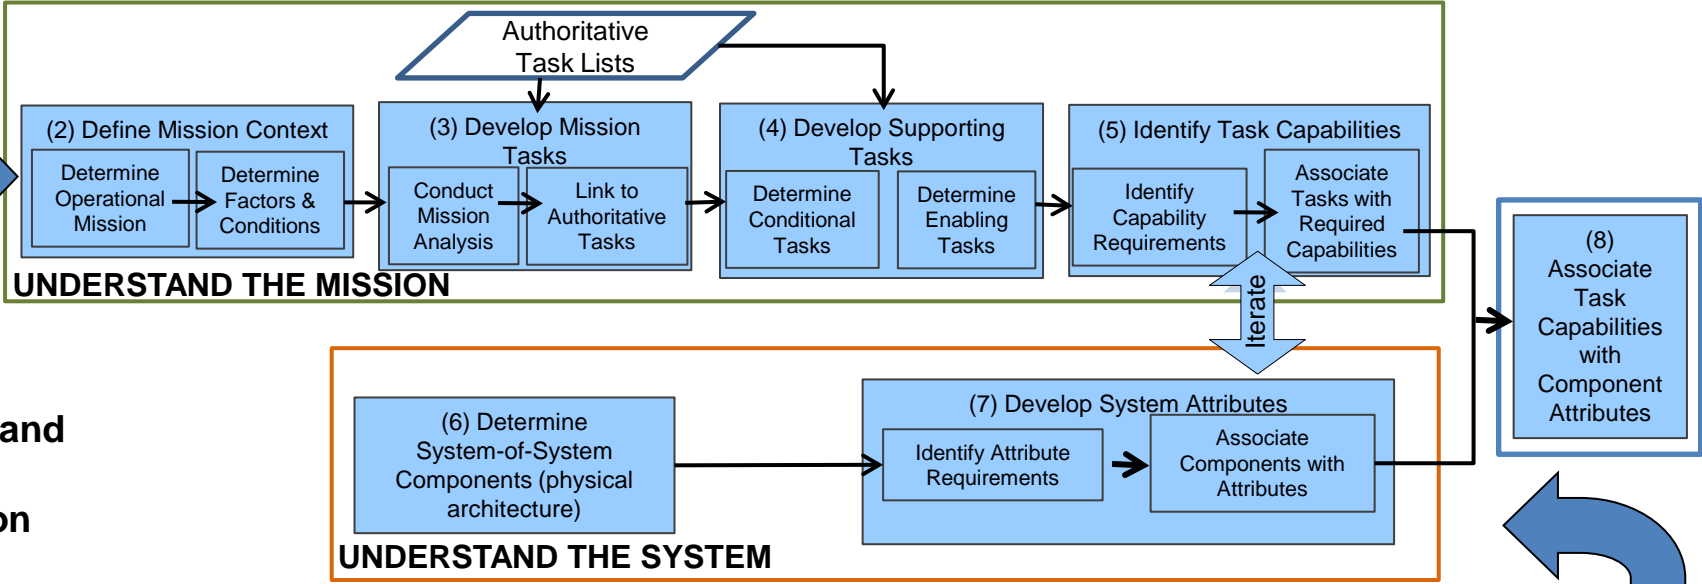 Authoritative
Task Lists
(2) Define Mission Context
Determine
Operational
Mission
Determine
Factors &
Conditions
(3) Develop Mission
Tasks
Conduct
Mission
Analysis
Link to
Authoritative
Tasks
(4) Develop Supporting
Tasks
Determine
Conditional
Tasks
Determine
Enabling
Tasks
(5) Identify Task Capabilities
Identify
Capability
Requirements
Associate
Tasks with
Required
Capabilities
UNDERSTAND THE MISSION
Iterate
(8)
Associate
Task
Capabilities
with
Component
Attributes
and
on
(6) Determine
System-of-System
Components (physical
architecture)
(7) Develop System Attributes
Identify Attribute
Requirements
Associate
Components with
Attributes
UNDERSTAND THE SYSTEM